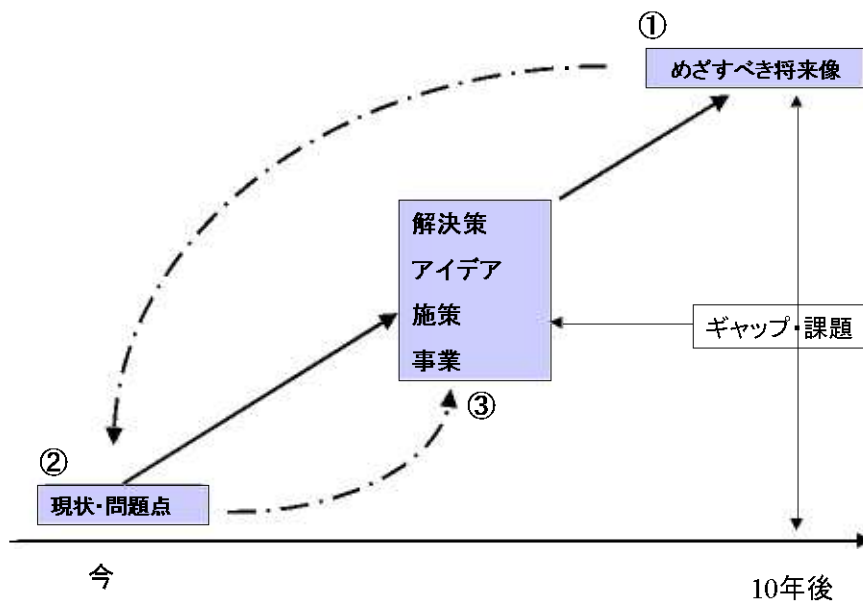 ①
めざすべき将来像
解決策
アイデア
施策
事業
ギャップ・課題
③
②
現状・問題点
今
10年後